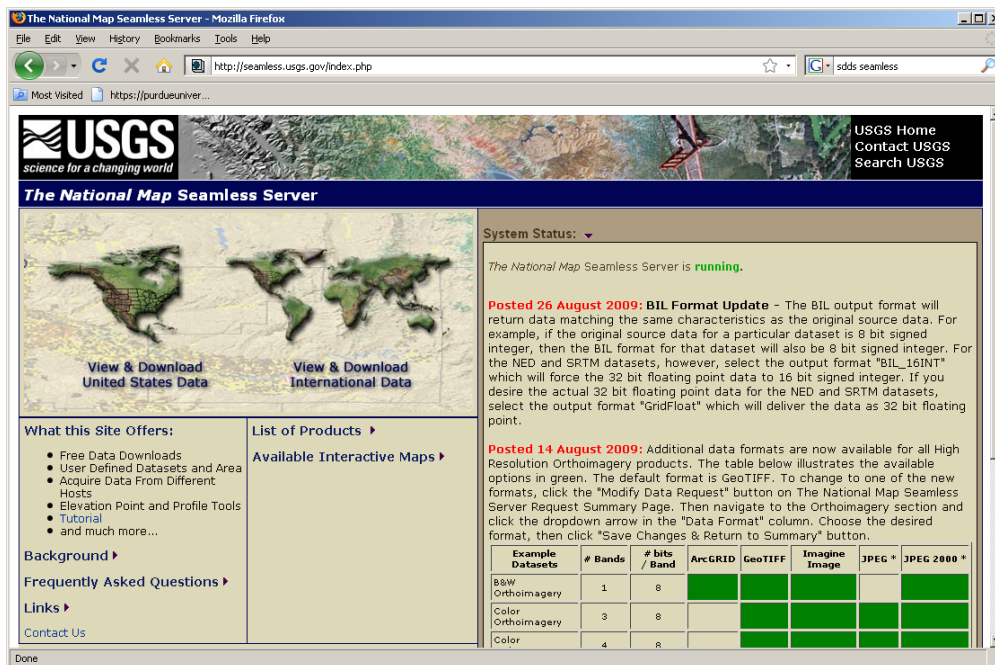 The National Map Seamless Server - Mozilla Firefox
File Edit View History Bookmarks Tools Help
http://seamless.usgs.gov/index.php
G sdds seamless
Most Visited https://purdueuniver...
USGS
science for a changing world
USGS Home
Contact USGS
Search USGS
The National Map Seamless Server
View & Download
United States Data
View & Download
International Data
What this Site Offers:
Free Data Downloads
User Defined Datasets and Area
Acquire Data From Different
Hosts
Elevation Point and Profile Tools
Tutorial
and much more...
Background
Frequently Asked Questions
Links
Contact Us
List of Products
Available Interactive Maps
System Status:
The National Map Seamless Server is running.
Posted 26 August 2009: BIL Format Update - The BIL output format will
return data matching the same characteristics as the original source data. For
example, if the original source data for a particular dataset is 8 bit signed
integer, then the BIL format for that dataset will also be 8 bit signed integer. For
the NED and SRTM datasets, however, select the output format "BIL_16INT"
which will force the 32 bit floating point data to 16 bit signed integer. If you
desire the actual 32 bit floating point data for the NED and SRTM datasets,
select the output format "GridFloat" which will deliver the data as 32 bit floating
point.
Posted 14 August 2009: Additional data formats are now available for all High
Resolution Orthoimagery products. The table below illustrates the available
options in green. The default format is GeoTIFF. To change to one of the new
formats, click the "Modify Data Request" button on The National Map Seamless
Server Request Summary Page. Then navigate to the Orthoimagery section and
click the dropdown arrow in the "Data Format" column. Choose the desired
format, then click "Save Changes & Return to Summary" button.
Example Datasets # Bands # bits / Band ArcGRID GeoTIFF Imagine Image JPEG * JPEG 2000 *
B&W Orthoimagery 1 8
Color Orthoimagery 3 8
Color 4 8
Done